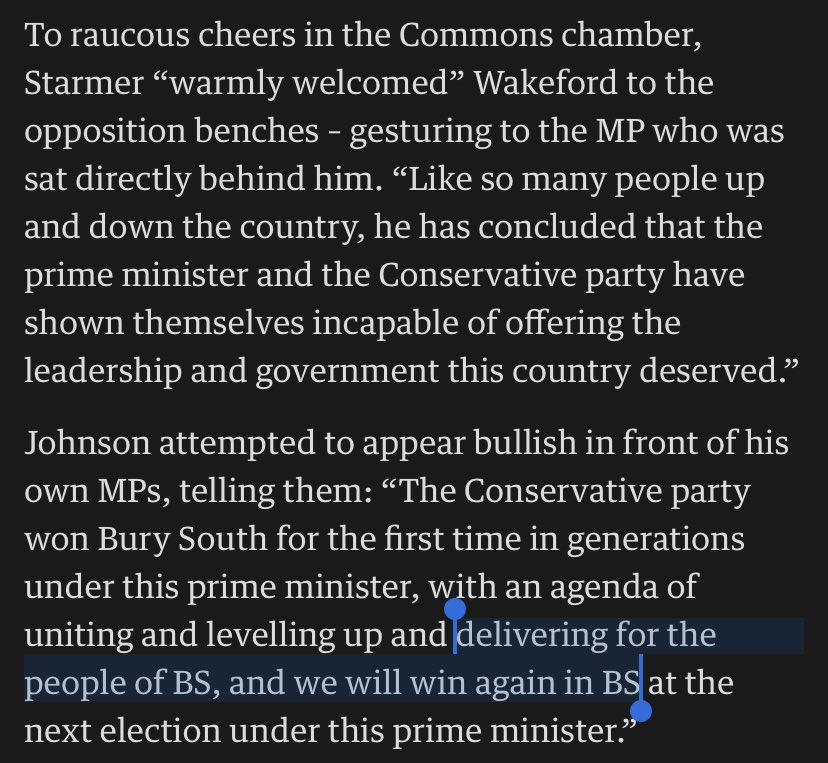 To raucous cheers in the Commons chamber,
Starmer “warmly welcomed” Wakeford to the
opposition benches – gesturing to the MP who was
sat directly behind him. “Like so many people up
and down the country, he has concluded that the
prime minister and the Conservative party have
shown themselves incapable of offering the
leadership and government this country deserved.”
Johnson attempted to appear bullish in front of his
own MPs, telling them: “The Conservative party
won Bury South for the first time in generations
under this prime minister, with an agenda of
uniting and levelling up and delivering for the
people of BS, and we will win again in BS at the
next election under this prime minister.”